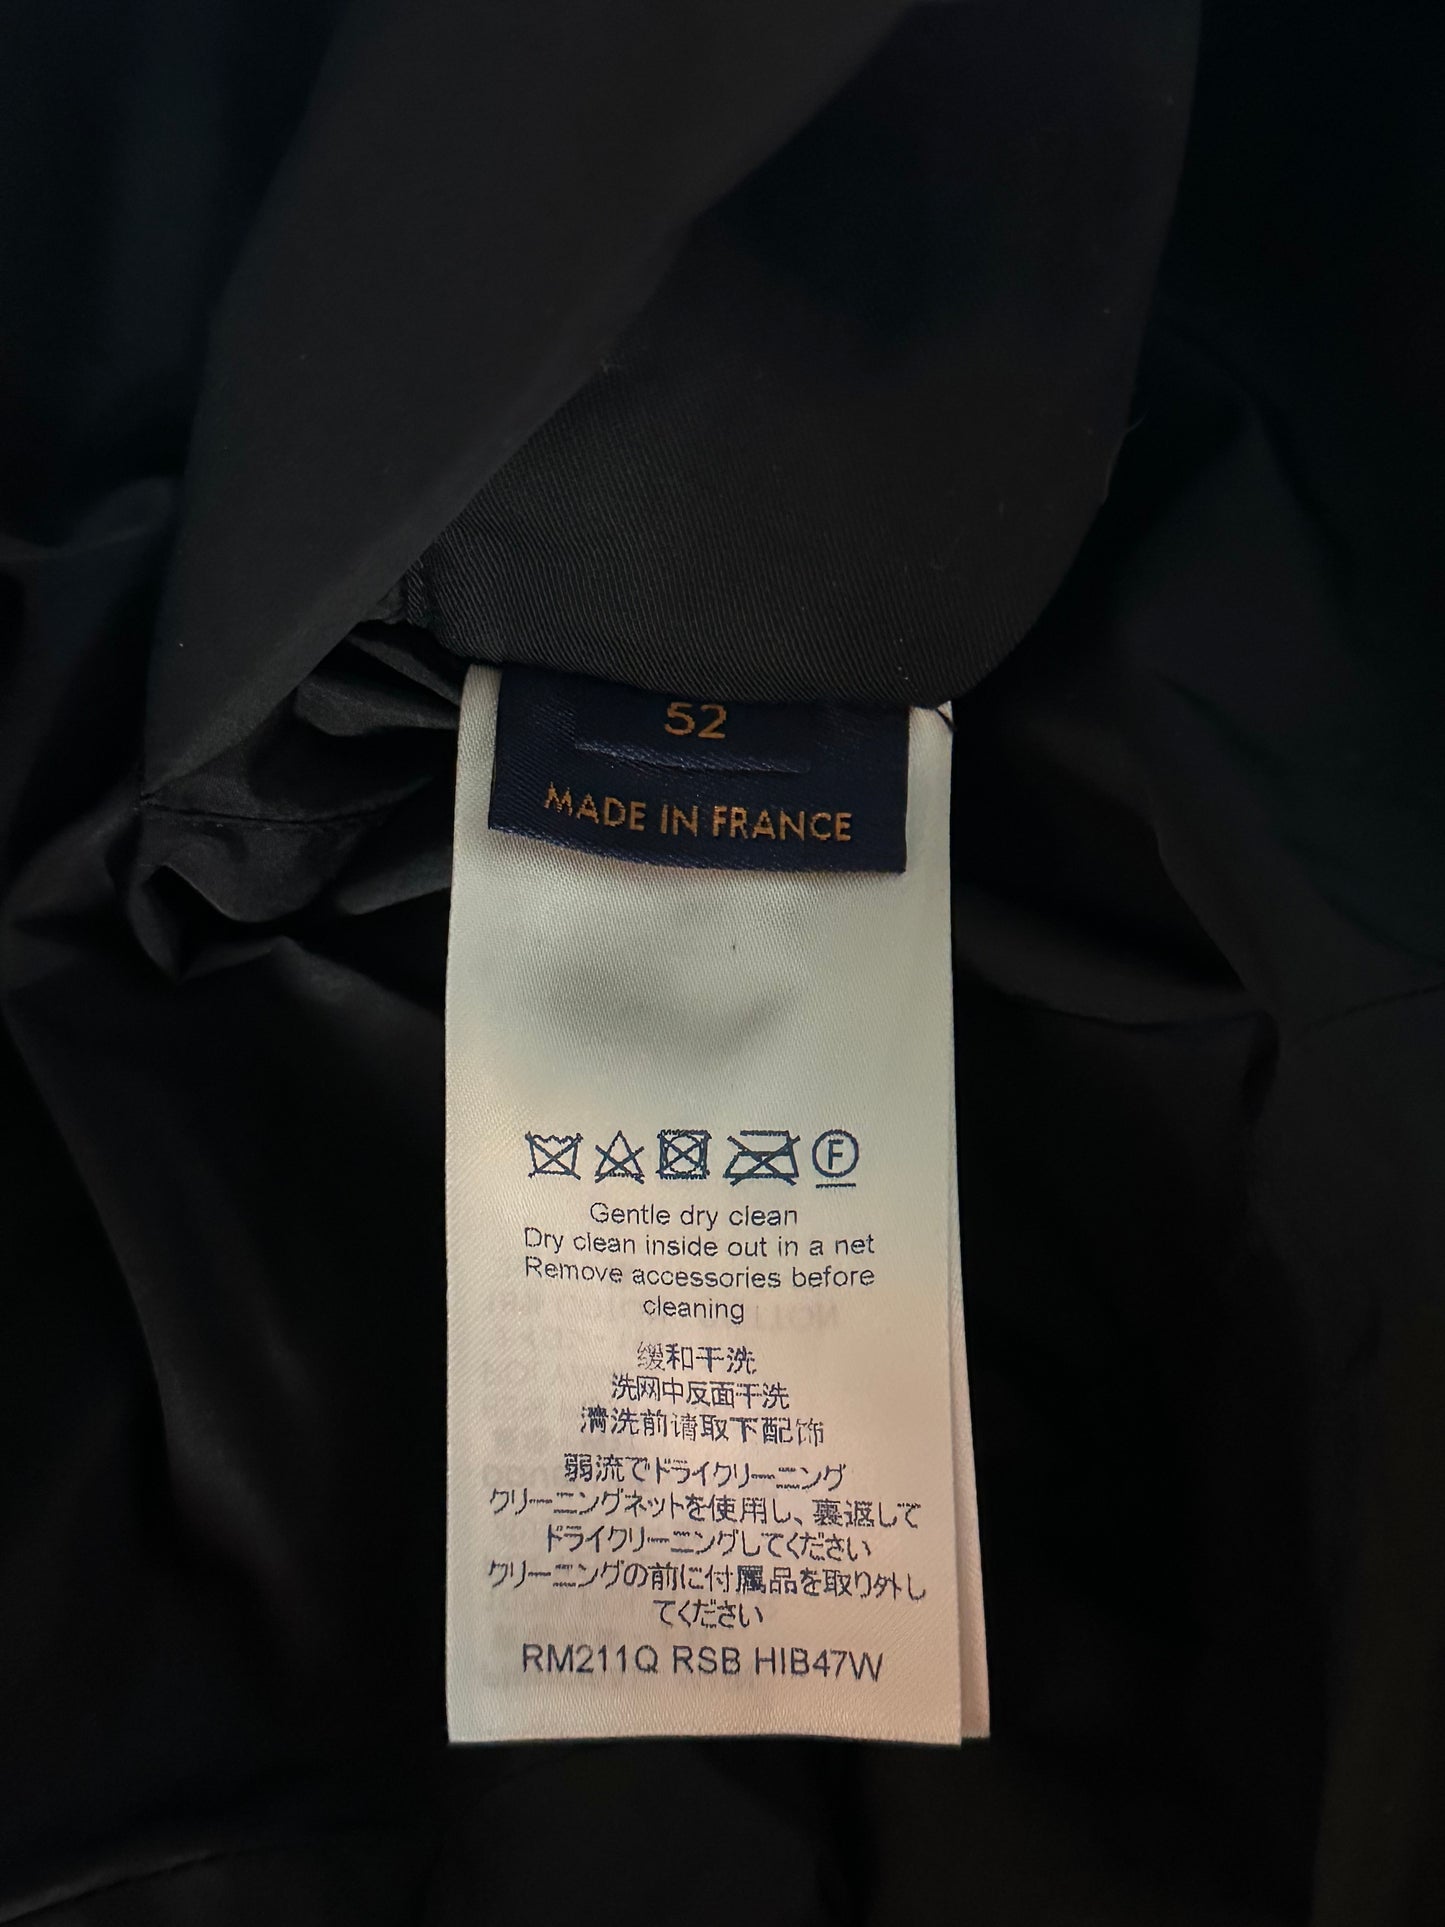 52
MADE IN FRANCE
F
Gentle dry clean
Dry clean inside out in a net
Remove accessories before
cleaning
缓和干洗
洗网中反面干洗
清洗前请取下配饰
弱流でドライクリーニング
クリーニングネットを使用し、裏返して
ドライクリーニングしてください
クリーニングの前に付属品を取り外し
てください
RM211Q RSB HIB47W